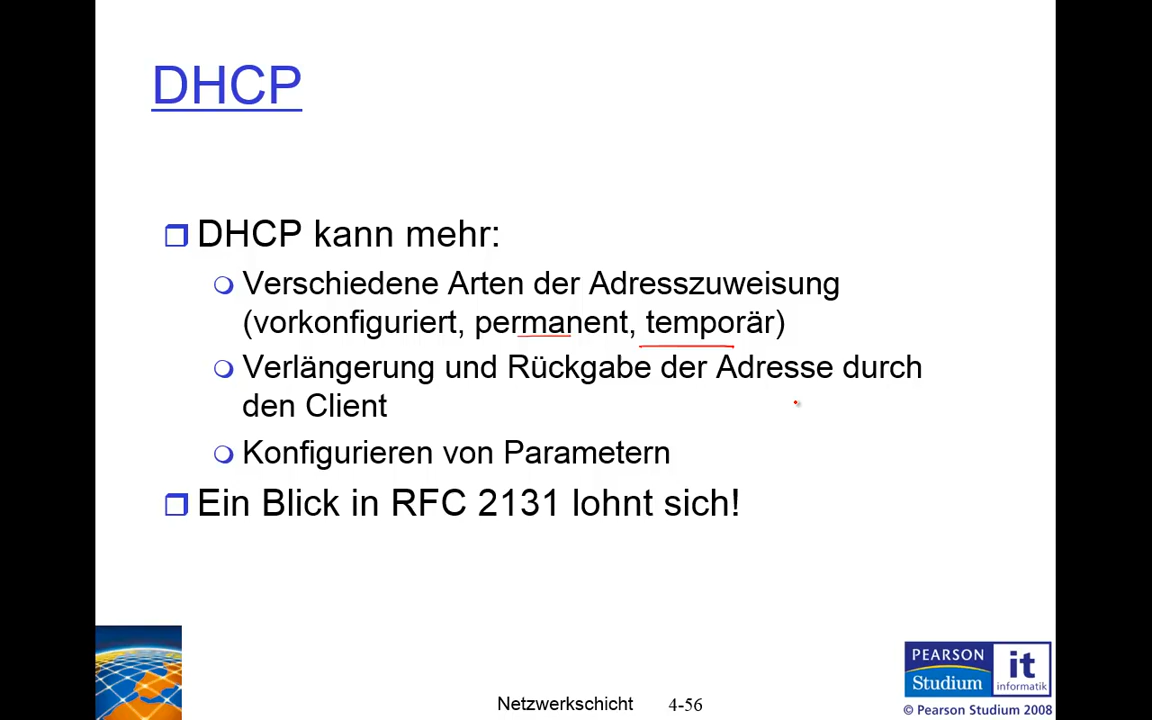 DHCP
DHCP kann mehr:
Verschiedene Arten der Adresszuweisung
(vorkonfiguriert, permanent, temporär)
Verlängerung und Rückgabe der Adresse durch
den Client
Konfigurieren von Parametern
Ein Blick in RFC 2131 lohnt sich!
PEARSON
Studium
it
informatik
Netzwerkschicht 4-56
© Pearson Studium 2008